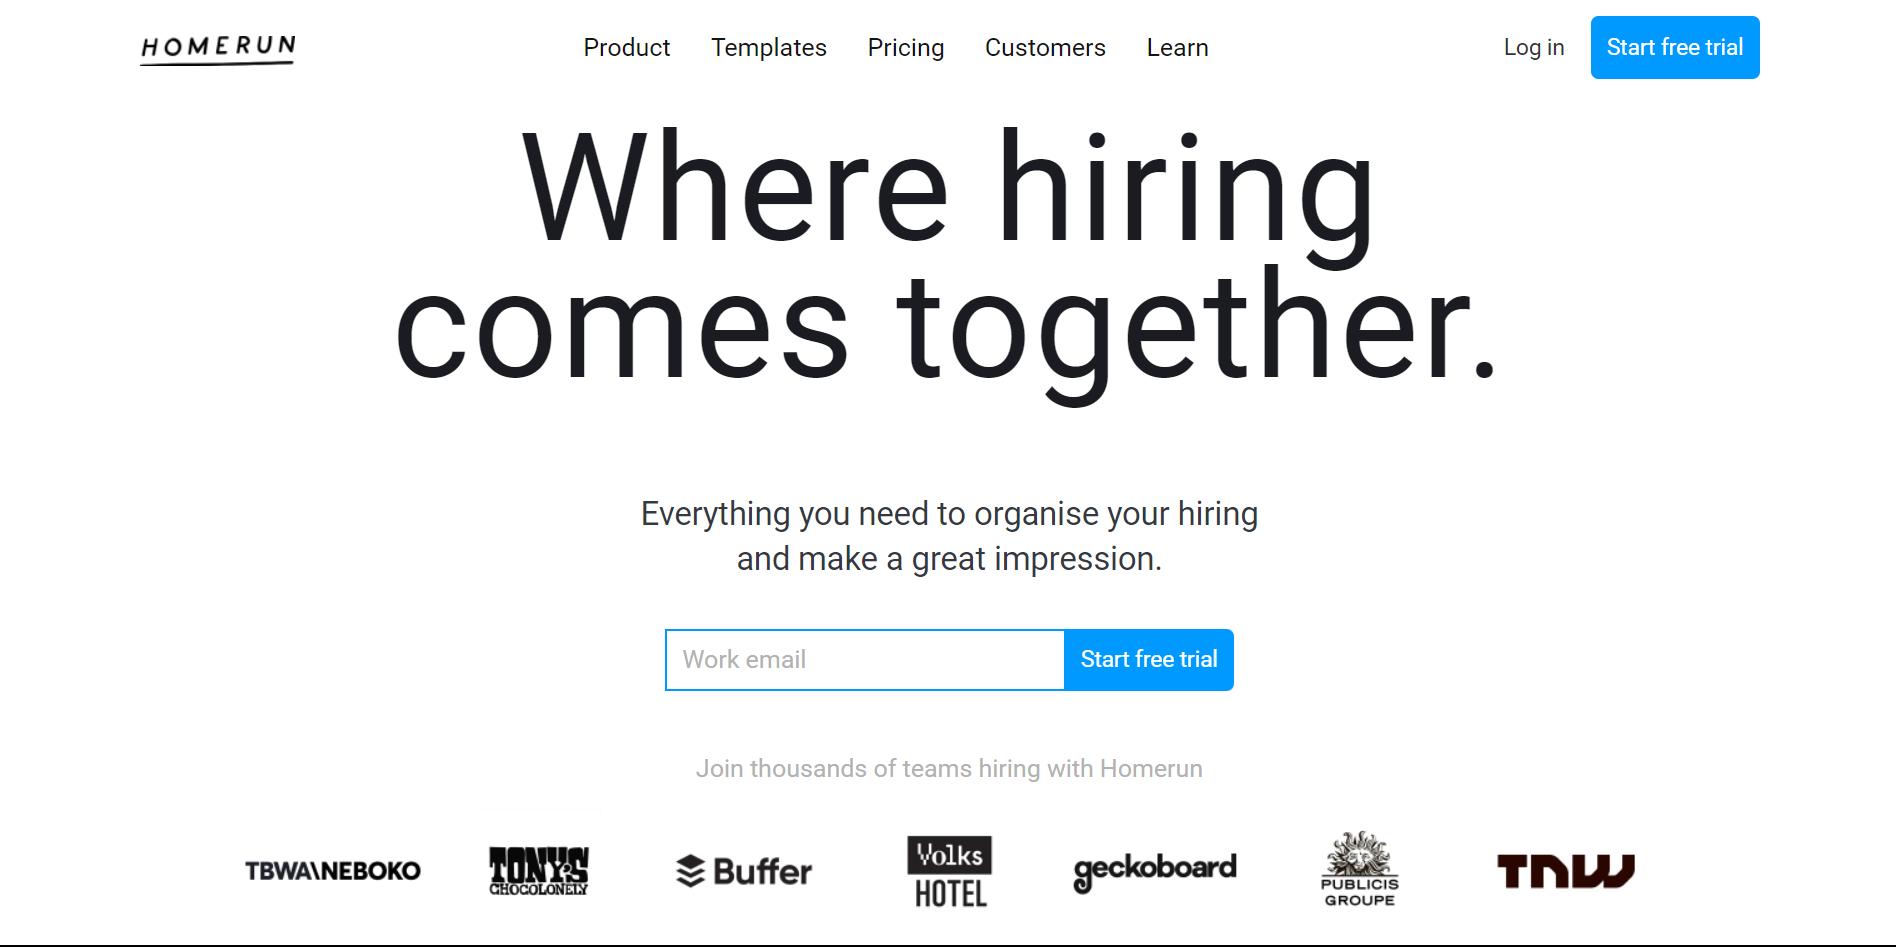 HOMERUN
Product Templates Pricing Customers Learn
Log in
Start free trial
Where hiring
comes together.
Everything you need to organise your hiring
and make a great impression.
Work email
Start free trial
Join thousands of teams hiring with Homerun
TBWA\NEBOKO
TONY'S
CHOCOLONELY
Buffer
Volks
HOTEL
geckoboard
PUBLICIS
GROUPE
TNW